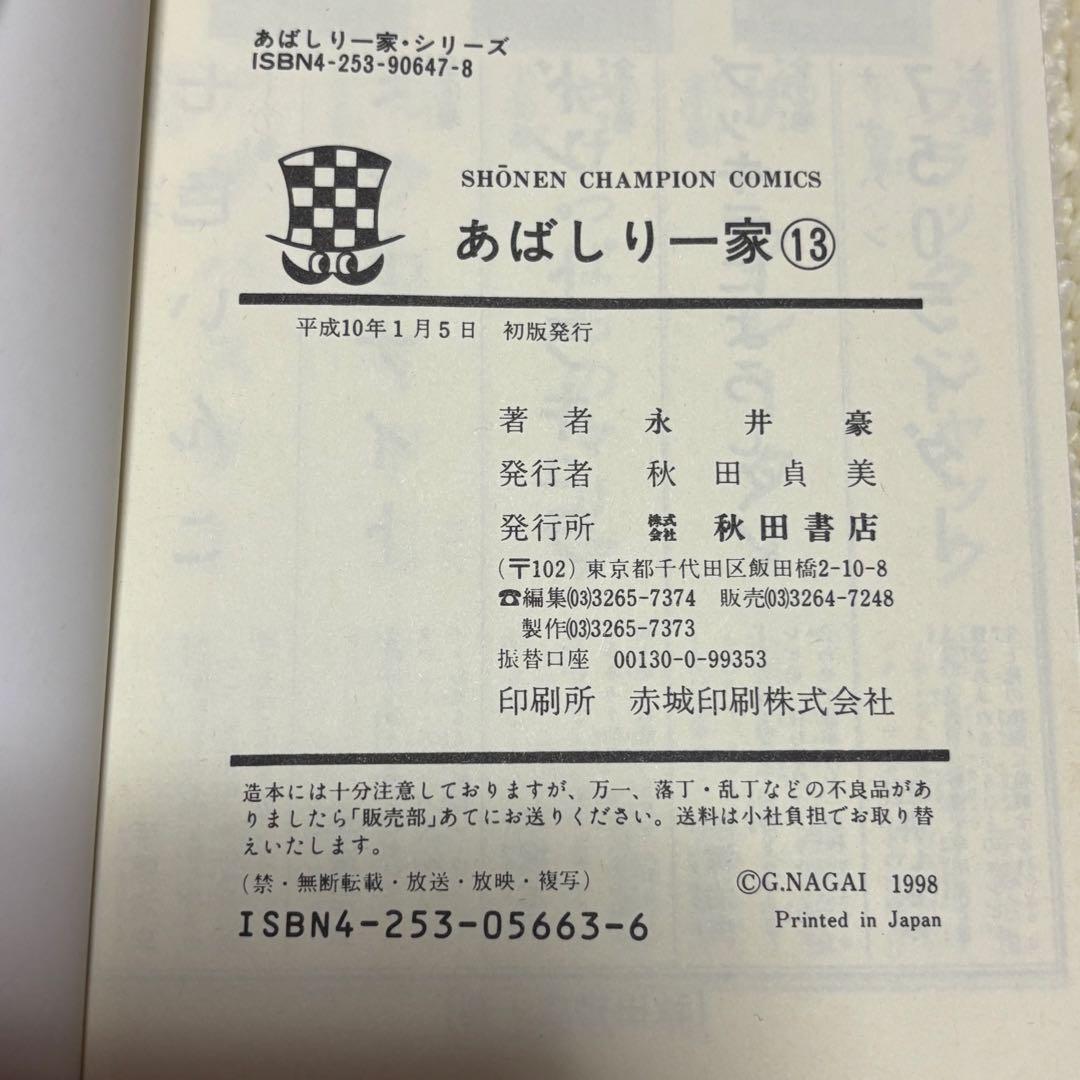 あばしり一家・シリーズ
ISBN4-253-90647-8
SHŌNEN CHAMPION COMICS
あばしり一家⑬
平成10年1月5日 初版発行
著者 永井豪
発行者 秋田貞美
発行所 株式会社 秋田書店
(〒102) 東京都千代田区飯田橋2-10-8
☎編集(03)3265-7374 販売(03)3264-7248
製作(03)3265-7373
振替口座 00130-0-99353
印刷所 赤城印刷株式会社
造本には十分注意しておりますが、万一、落丁・乱丁などの不良品があ
りましたら「販売部」あてにお送りください。送料は小社負担でお取り替
えいたします。
(禁・無断転載・放送・放映・複写)
©G.NAGAI 1998
ISBN4-253-05663-6
Printed in Japan